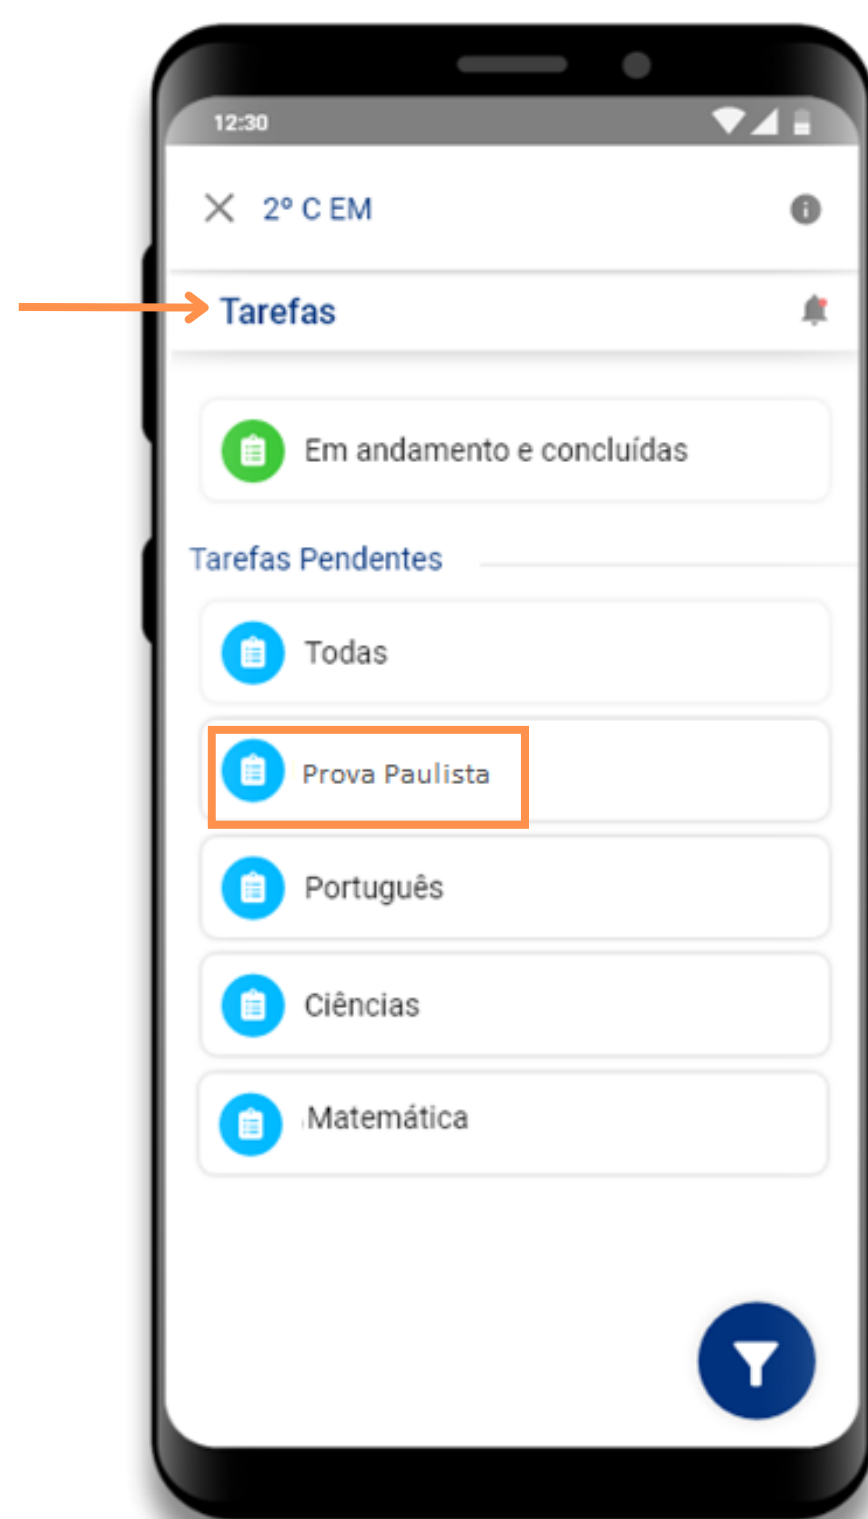 12:30
2º C EM
Tarefas
Em andamento e concluídas
Tarefas Pendentes
Todas
Prova Paulista
Português
Ciências
Matemática